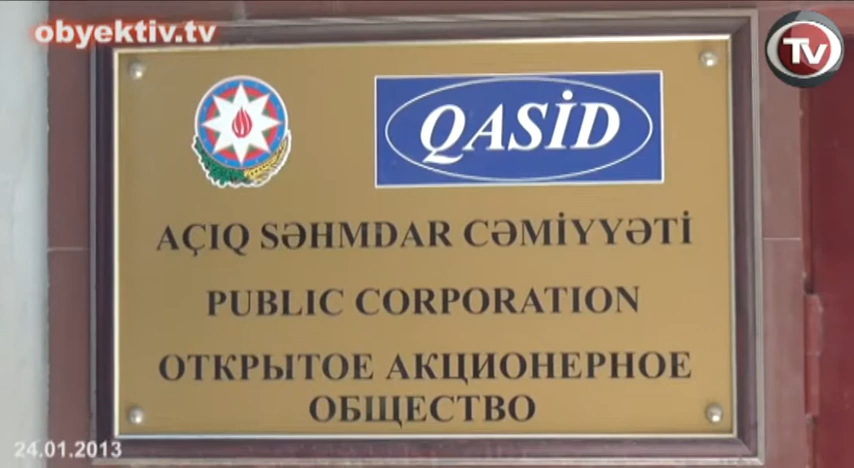 obyektiv.tv
TV
QASİD
AÇIQ SƏHMDAR CƏMİYYƏTİ
PUBLIC CORPORATION
ОТКРЫТОЕ АКЦИОНЕРНОЕ
ОБЩЕСТВО
24.01.2013